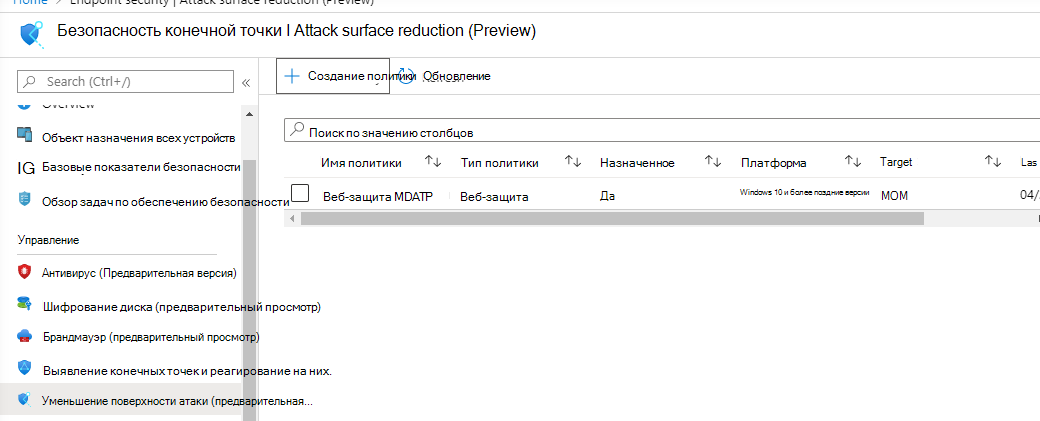 Home > Endpoint security | Attack surface reduction (Preview)
Безопасность конечной точки I Attack surface reduction (Preview)
Search (Ctrl+/)
«
Overview
Объект назначения всех устройств
IG Базовые показатели безопасности
Обзор задач по обеспечению безопасности
Управление
Антивирус (Предварительная версия)
Шифрование диска (предварительный просмотр)
Брандмауэр (предварительный просмотр)
Выявление конечных точек и реагирование на них.
Уменьшение поверхности атаки (предварительная...
Создание политики Обновление
Поиск по значению столбцов
Имя политики Тип политики Назначенное Платформа Target Las
Веб-защита MDATP Веб-защита Да Windows 10 и более поздние версии MOM 04/